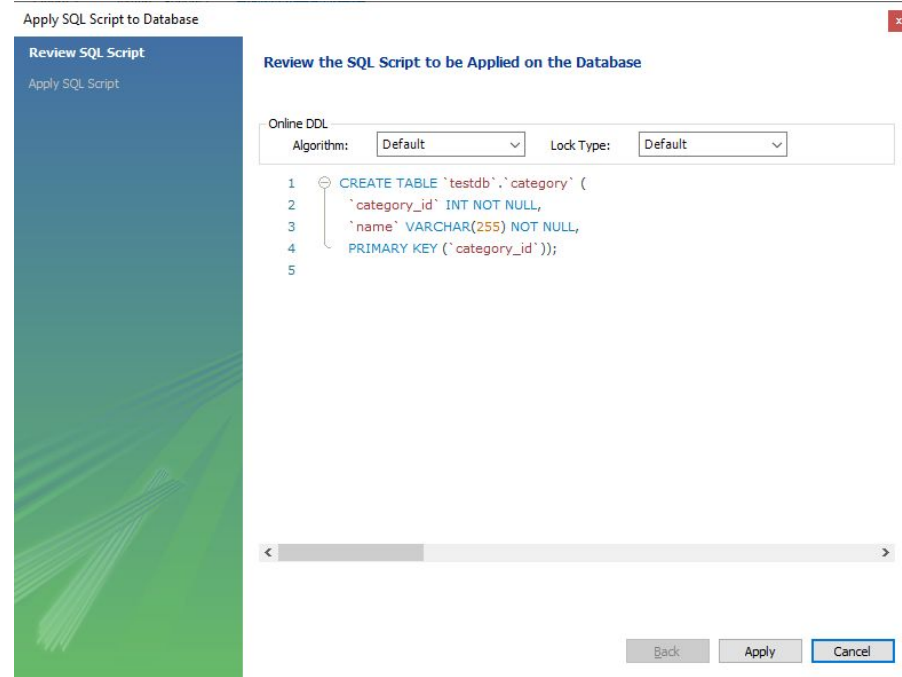 Apply SQL Script to Database
x
Review SQL Script
Apply SQL Script
Review the SQL Script to be Applied on the Database
Online DDL
Algorithm: Default Lock Type: Default
1 CREATE TABLE `testdb`.`category` (
2 `category_id` INT NOT NULL,
3 `name` VARCHAR(255) NOT NULL,
4 PRIMARY KEY (`category_id`));
5
Back Apply Cancel